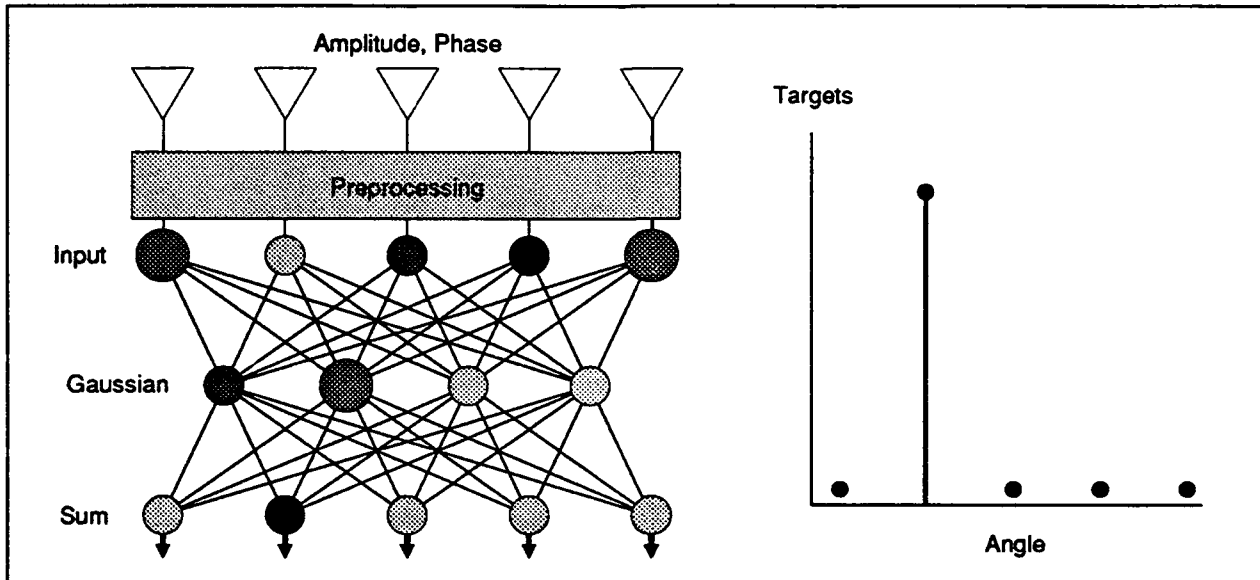 Amplitude, Phase
Preprocessing
Input
Gaussian
Sum
Targets
Angle